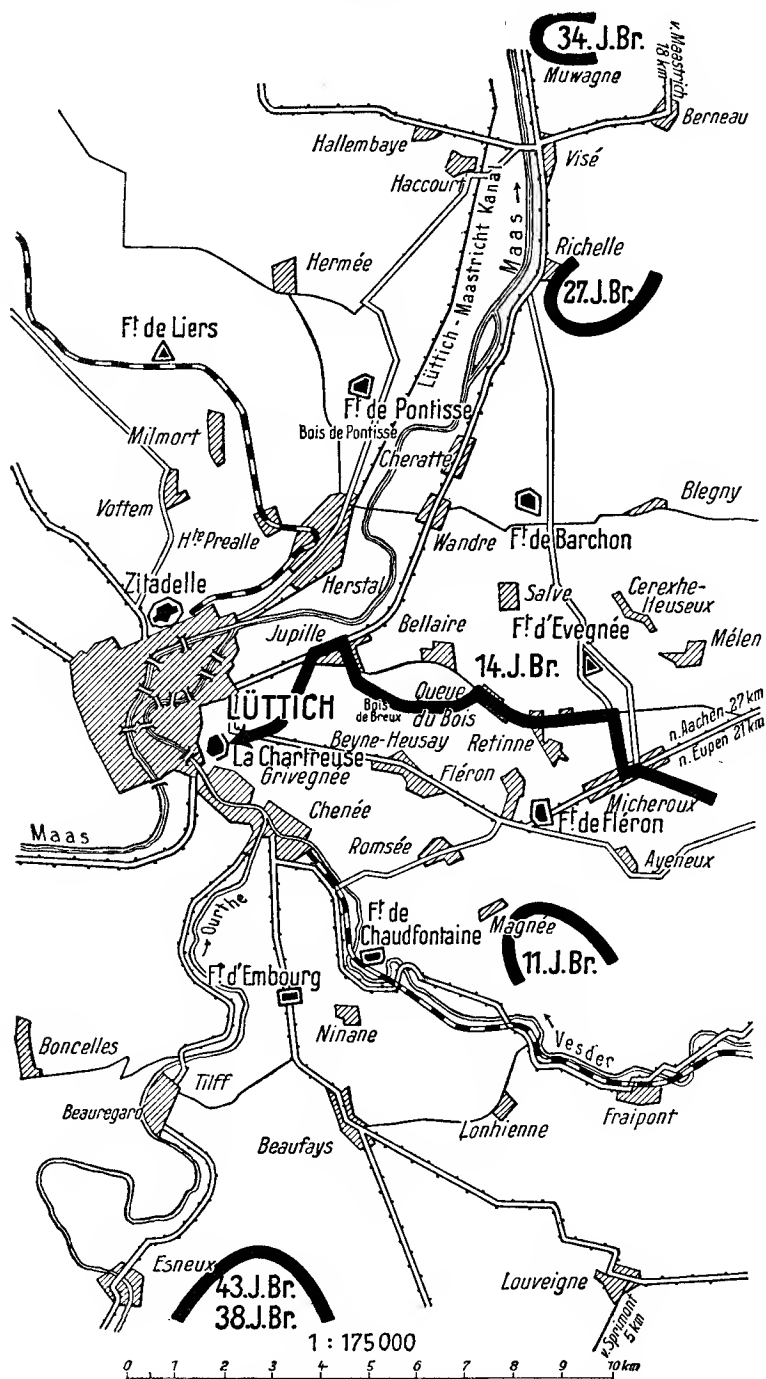 34. J. Br.
Muwagne
v. Maastrich
18 km
Berneau
Hallembaye
Visé
Haccourt
Lüttich - Maastricht Kanal
Maas
Richelle
27. J. Br.
Hermée
Ft. de Liers
Ft. de Pontisse
Bois de Pontisse
Milmort
Cheratte
Vottem
Blegny
Hte Prealle
Wandre
Ft. de Barchon
Zitadelle
Herstal
Salve
Cerexhe-
Heuseux
Jupille
Bellaire
Ft. d'Evegnée
Mélen
14. J. Br.
Queue
du Bois
Bois
de Breux
LÜTTICH
n. Aachen-27 km
n. Eupen 21 km
Beyne-Heusay
Retinne
La Chartreuse
Grivegnée
Fléron
Micheroux
Chenée
Ft. de Fléron
Maas
Romsée
Ayeneux
Ourthe
Ft. de
Chaudfontaine
Magnée
11. J. Br.
Ft. d'Embourg
Ninane
Boncelles
Vesder
Tilff
Beauregard
Lonhienne
Fraipont
Beaufays
Esneux
43. J. Br.
38. J. Br.
Louveigne
v. Sprimont
5 km
1 : 175000
0 1 2 3 4 5 6 7 8 9 10 km